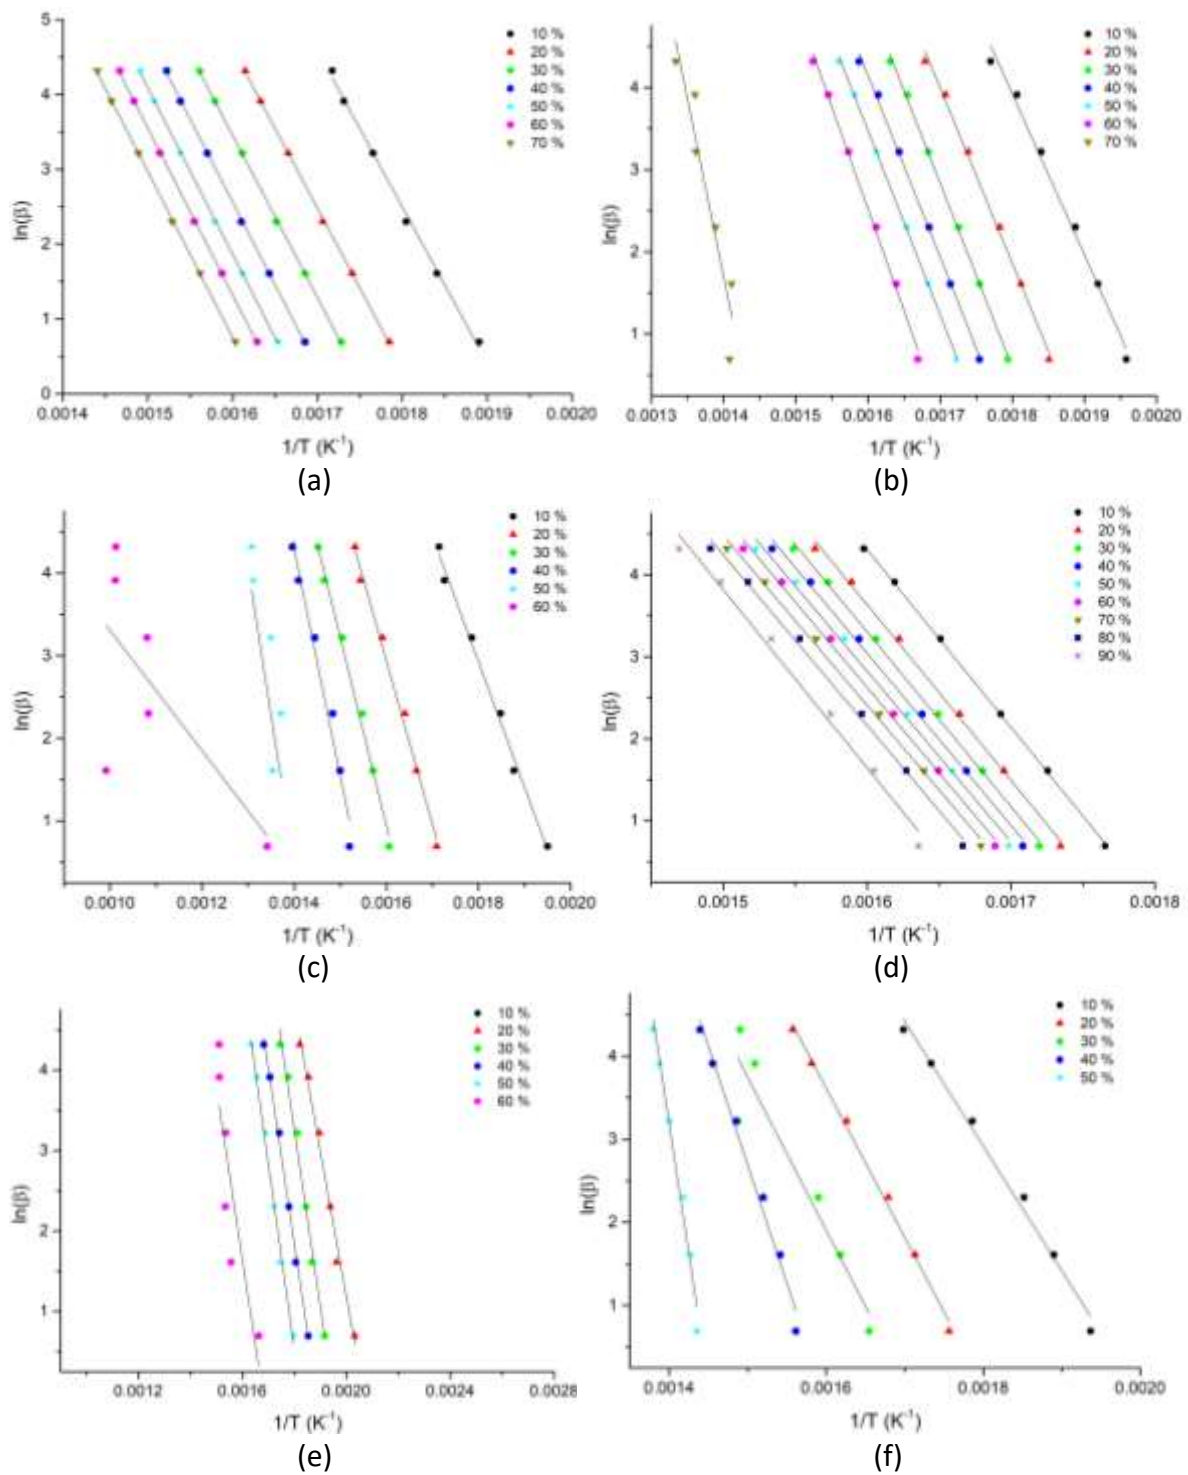 5
4
3
2
1
0
ln(β)
0.0014 0.0015 0.0016 0.0017 0.0018 0.0019 0.0020
1/T (K-1)
10 %
20 %
30 %
40 %
50 %
60 %
70 %
(a)
4
3
2
1
ln(β)
0.0013 0.0014 0.0015 0.0016 0.0017 0.0018 0.0019 0.0020
1/T (K-1)
10 %
20 %
30 %
40 %
50 %
60 %
70 %
(b)
4
3
2
1
ln(β)
0.0010 0.0012 0.0014 0.0016 0.0018 0.0020
1/T (K-1)
10 %
20 %
30 %
40 %
50 %
60 %
(c)
4
3
2
1
ln(β)
0.0015 0.0016 0.0017 0.0018
1/T (K-1)
10 %
20 %
30 %
40 %
50 %
60 %
70 %
80 %
90 %
(d)
4
3
2
1
ln(β)
0.0012 0.0016 0.0020 0.0024 0.0028
1/T (K-1)
10 %
20 %
30 %
40 %
50 %
60 %
(e)
4
3
2
1
ln(β)
0.0014 0.0016 0.0018 0.0020
1/T (K-1)
10 %
20 %
30 %
40 %
50 %
(f)